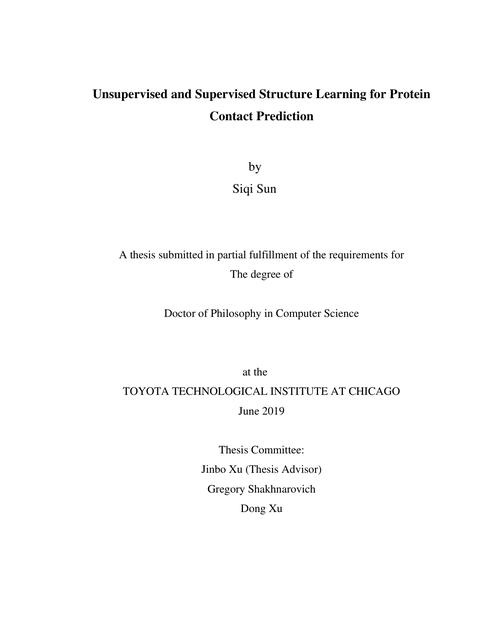 Unsupervised and Supervised Structure Learning for Protein
Contact Prediction
by
Siqi Sun
A thesis submitted in partial fulfillment of the requirements for
The degree of
Doctor of Philosophy in Computer Science
at the
TOYOTA TECHNOLOGICAL INSTITUTE AT CHICAGO
June 2019
Thesis Committee:
Jinbo Xu (Thesis Advisor)
Gregory Shakhnarovich
Dong Xu